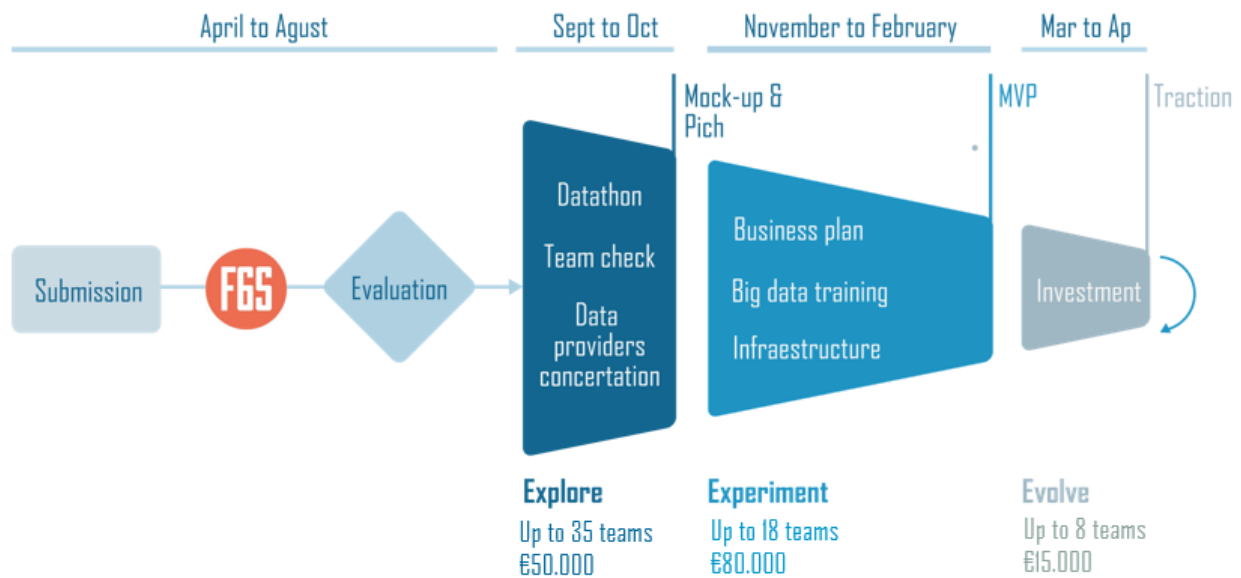 April to Agust
Sept to Oct
November to February
Mar to Ap
Mock-up &
Pich
MVP
Traction
Submission
F6S
Evaluation
Datathon
Team check
Data
providers
concertation
Business plan
Big data training
Infraestructure
Investment
Explore
Up to 35 teams
€50.000
Experiment
Up to 18 teams
€80.000
Evolve
Up to 8 teams
€15.000